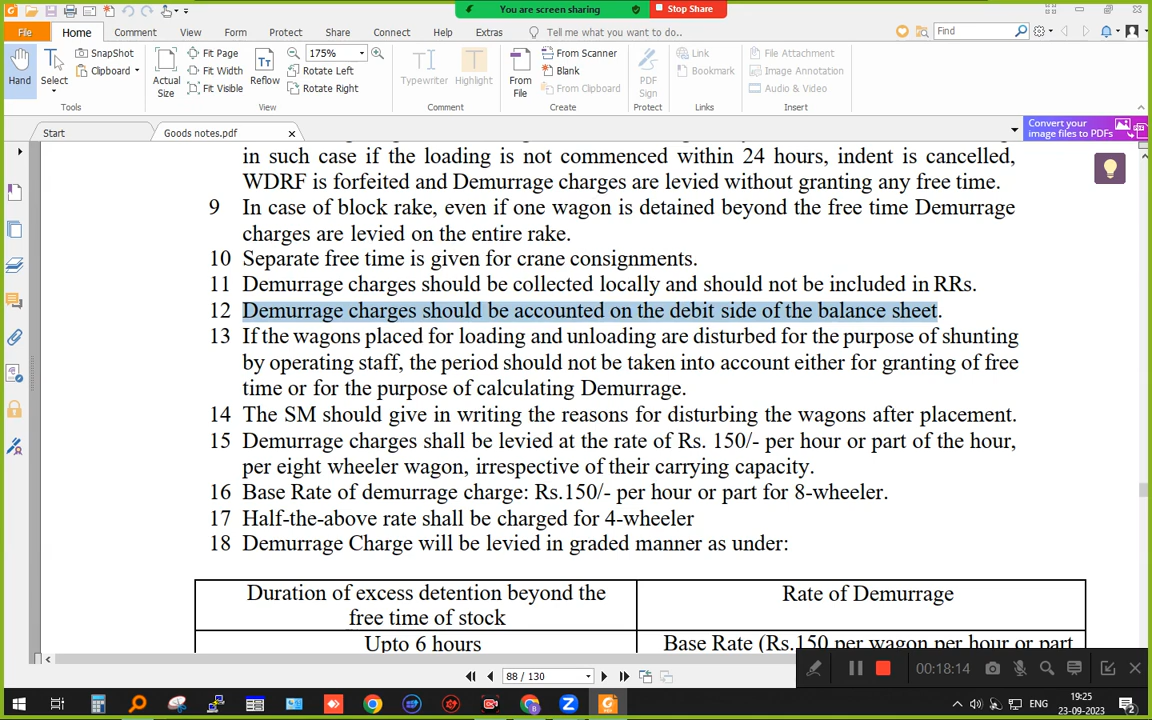 You are screen sharing
Stop Share
File Home Comment View Form Protect Share Connect Help Extras Tell me what you want to do.. Find
SnapShot
Clipboard
Hand Select
Actual Size
Fit Page
Fit Width
Fit Visible
Reflow
175%
Rotate Left
Rotate Right
Typewriter Highlight
From File
From Scanner
Blank
From Clipboard
PDF Sign
Link
Bookmark
File Attachment
Image Annotation
Audio & Video
Tools View Comment Create Protect Links Insert
Start Goods notes.pdf
Convert your
image files to PDFs
in such case if the loading is not commenced within 24 hours, indent is cancelled,
WDRF is forfeited and Demurrage charges are levied without granting any free time.
9 In case of block rake, even if one wagon is detained beyond the free time Demurrage
charges are levied on the entire rake.
10 Separate free time is given for crane consignments.
11 Demurrage charges should be collected locally and should not be included in RRs.
12 Demurrage charges should be accounted on the debit side of the balance sheet.
13 If the wagons placed for loading and unloading are disturbed for the purpose of shunting
by operating staff, the period should not be taken into account either for granting of free
time or for the purpose of calculating Demurrage.
14 The SM should give in writing the reasons for disturbing the wagons after placement.
15 Demurrage charges shall be levied at the rate of Rs. 150/- per hour or part of the hour,
per eight wheeler wagon, irrespective of their carrying capacity.
16 Base Rate of demurrage charge: Rs.150/- per hour or part for 8-wheeler.
17 Half-the-above rate shall be charged for 4-wheeler
18 Demurrage Charge will be levied in graded manner as under:
Duration of excess detention beyond the
free time of stock
Rate of Demurrage
Upto 6 hours
Base Rate (Rs.150 per wagon per hour or part
88 / 130
00:18:14
ENG
19:25
23-09-2023
2